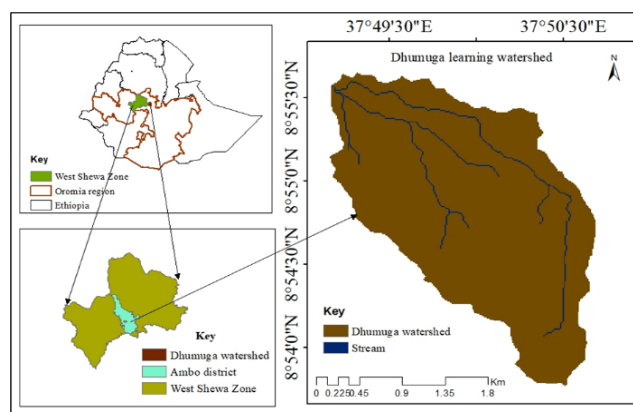 Key
West Shewa Zone
Oromia region
Ethiopia
Key
Dhumuga watershed
Ambo district
West Shewa Zone
37°49'30"E 37°50'30"E
Dhumuga learning watershed
N
8°55'30"N
8°55'0"N
8°54'30"N
8°54'0"N
Key
Dhumuga watershed
Stream
Km
0 0.225 0.45 0.9 1.35 1.8